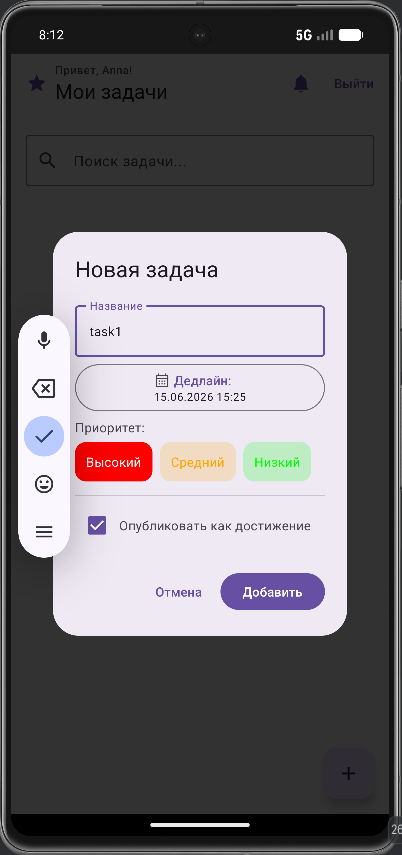 8:12
5G
Привет, Anna!
Мои задачи
Выйти
Поиск задачи...
Новая задача
Название
task1
Дедлайн:
15.06.2026 15:25
Приоритет:
Высокий
Средний
Низкий
Опубликовать как достижение
Отмена
Добавить
+
26